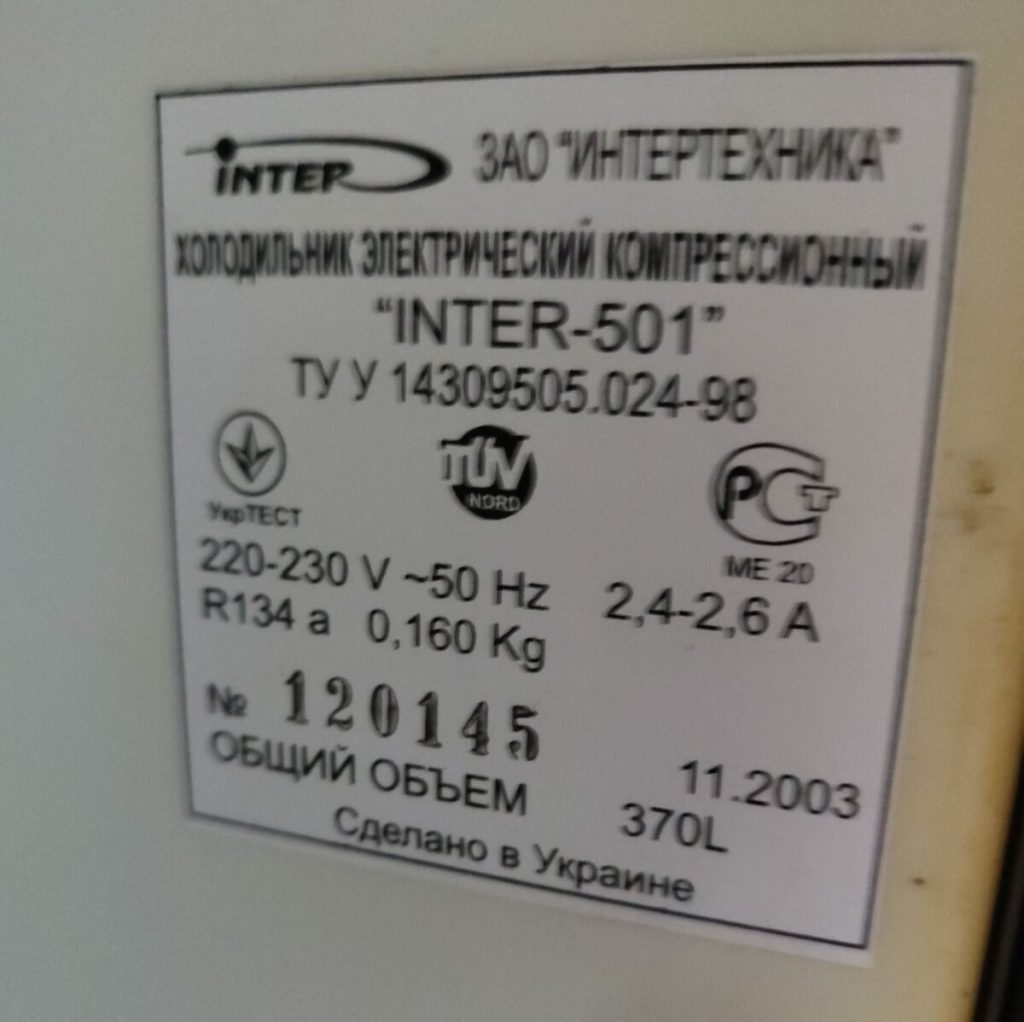 INTER ЗАО "ИНТЕРТЕХНИКА"
ХОЛОДИЛЬНИК ЭЛЕКТРИЧЕСКИЙ КОМПРЕССИОННЫЙ
"INTER-501"
ТУ У 14309505.024-98
УкрТЕСТ
TÜV
NORD
РСТ
ME 20
220-230 V ~50 Hz 2,4-2,6 A
R134 a 0,160 Kg
№ 120145
11.2003
ОБЩИЙ ОБЪЕМ 370L
Сделано в Украине